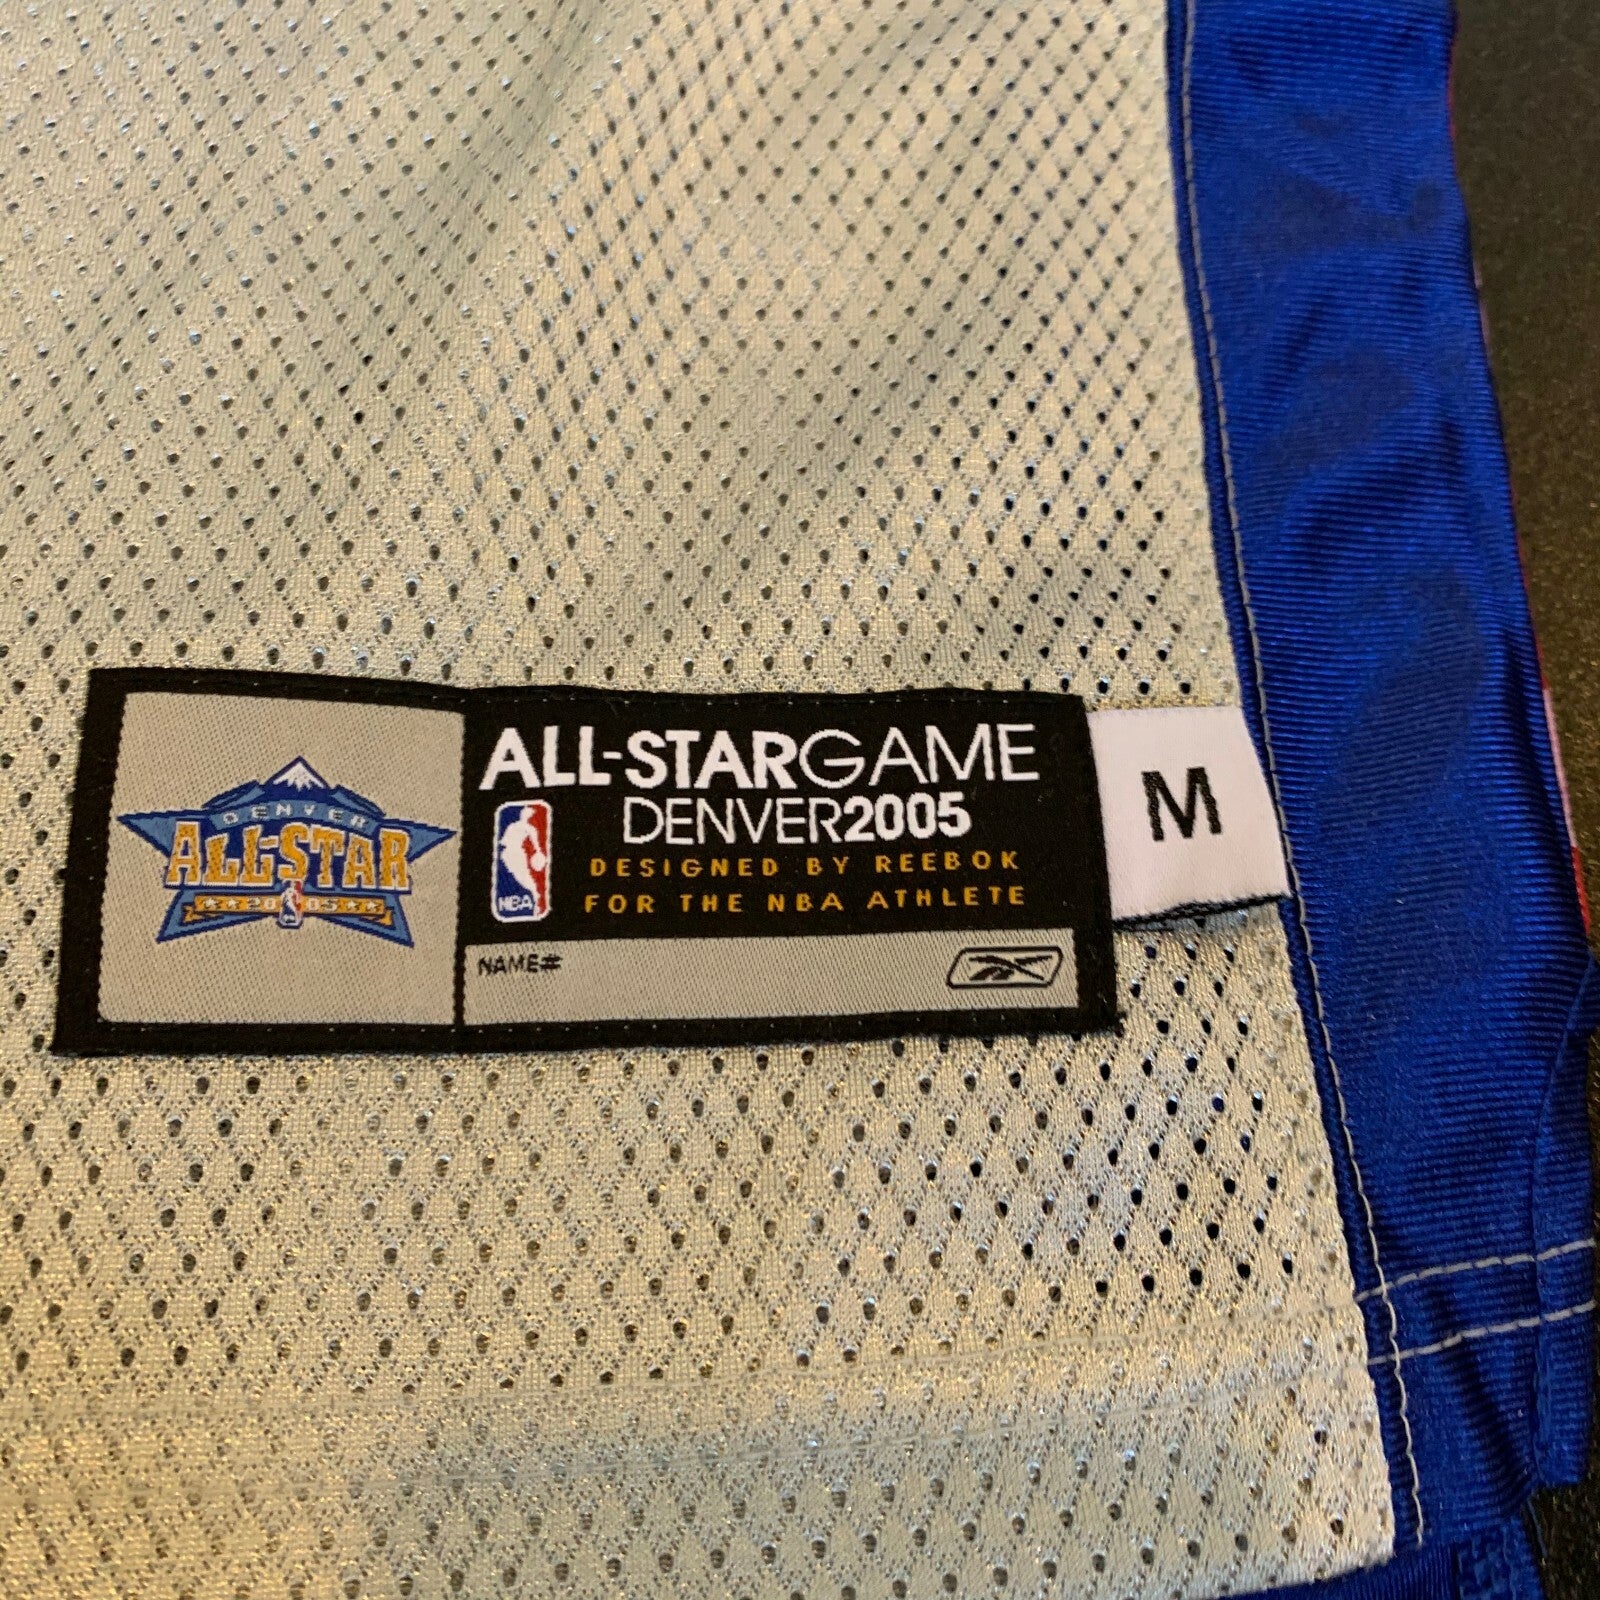 DENVER
ALL-STAR
2005
ALL-STARGAME
DENVER2005
DESIGNED BY REEBOK
FOR THE NBA ATHLETE
NBA
NAME#
M